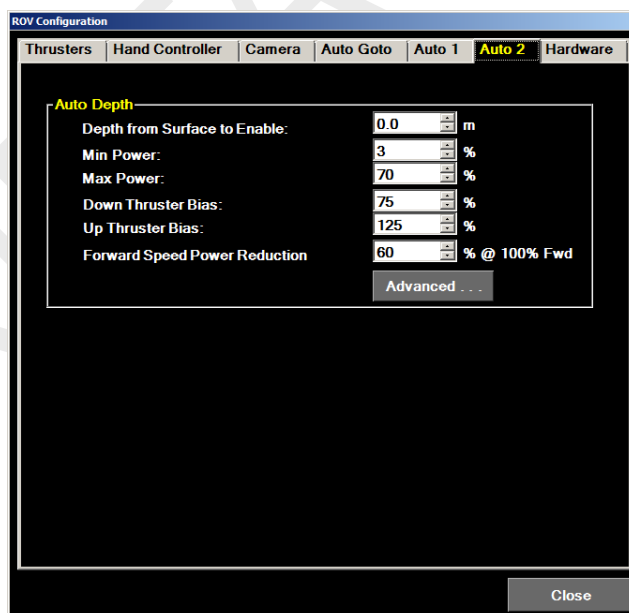 ROV Configuration
Thrusters Hand Controller Camera Auto Goto Auto 1 Auto 2 Hardware
Auto Depth
Depth from Surface to Enable: 0.0 m
Min Power: 3 %
Max Power: 70 %
Down Thruster Bias: 75 %
Up Thruster Bias: 125 %
Forward Speed Power Reduction 60 % @ 100% Fwd
Advanced . . .
Close